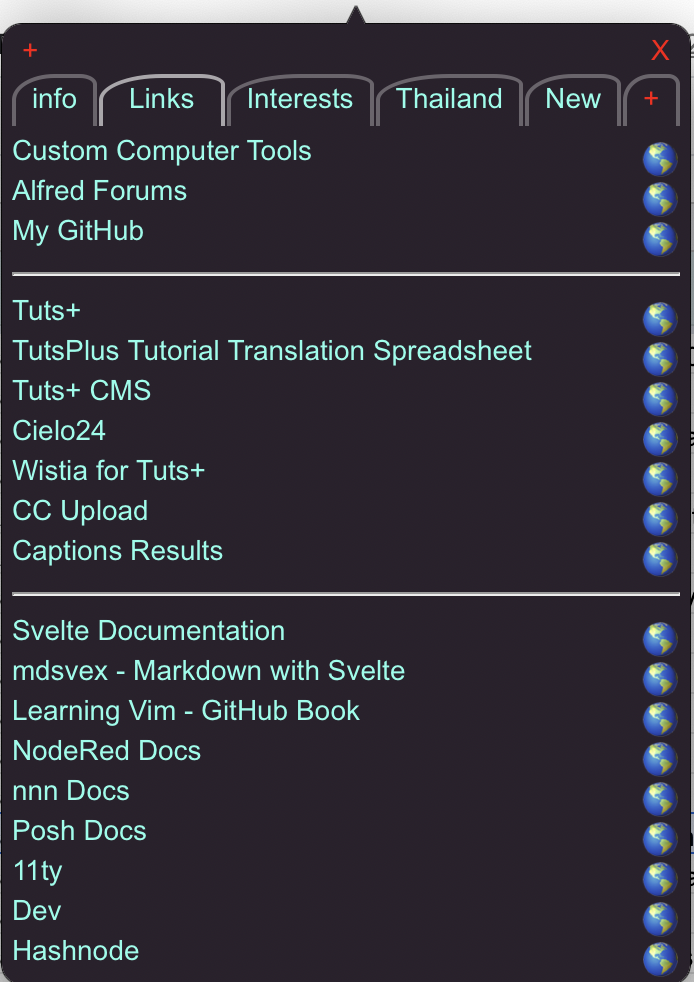 + X
info Links Interests Thailand New +
Custom Computer Tools
Alfred Forums
My GitHub
Tuts+
TutsPlus Tutorial Translation Spreadsheet
Tuts+ CMS
Cielo24
Wistia for Tuts+
CC Upload
Captions Results
Svelte Documentation
mdsvex - Markdown with Svelte
Learning Vim - GitHub Book
NodeRed Docs
nnn Docs
Posh Docs
11ty
Dev
Hashnode